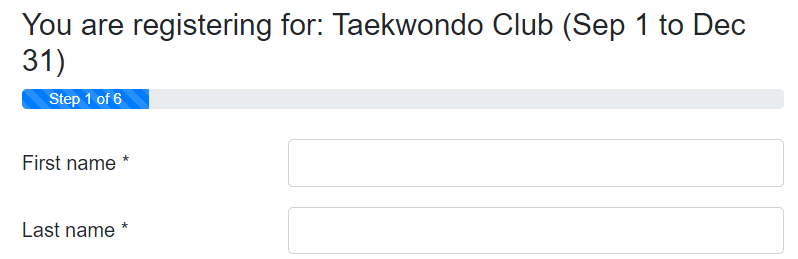 You are registering for: Taekwondo Club (Sep 1 to Dec
31)
Step 1 of 6
First name *
Last name *